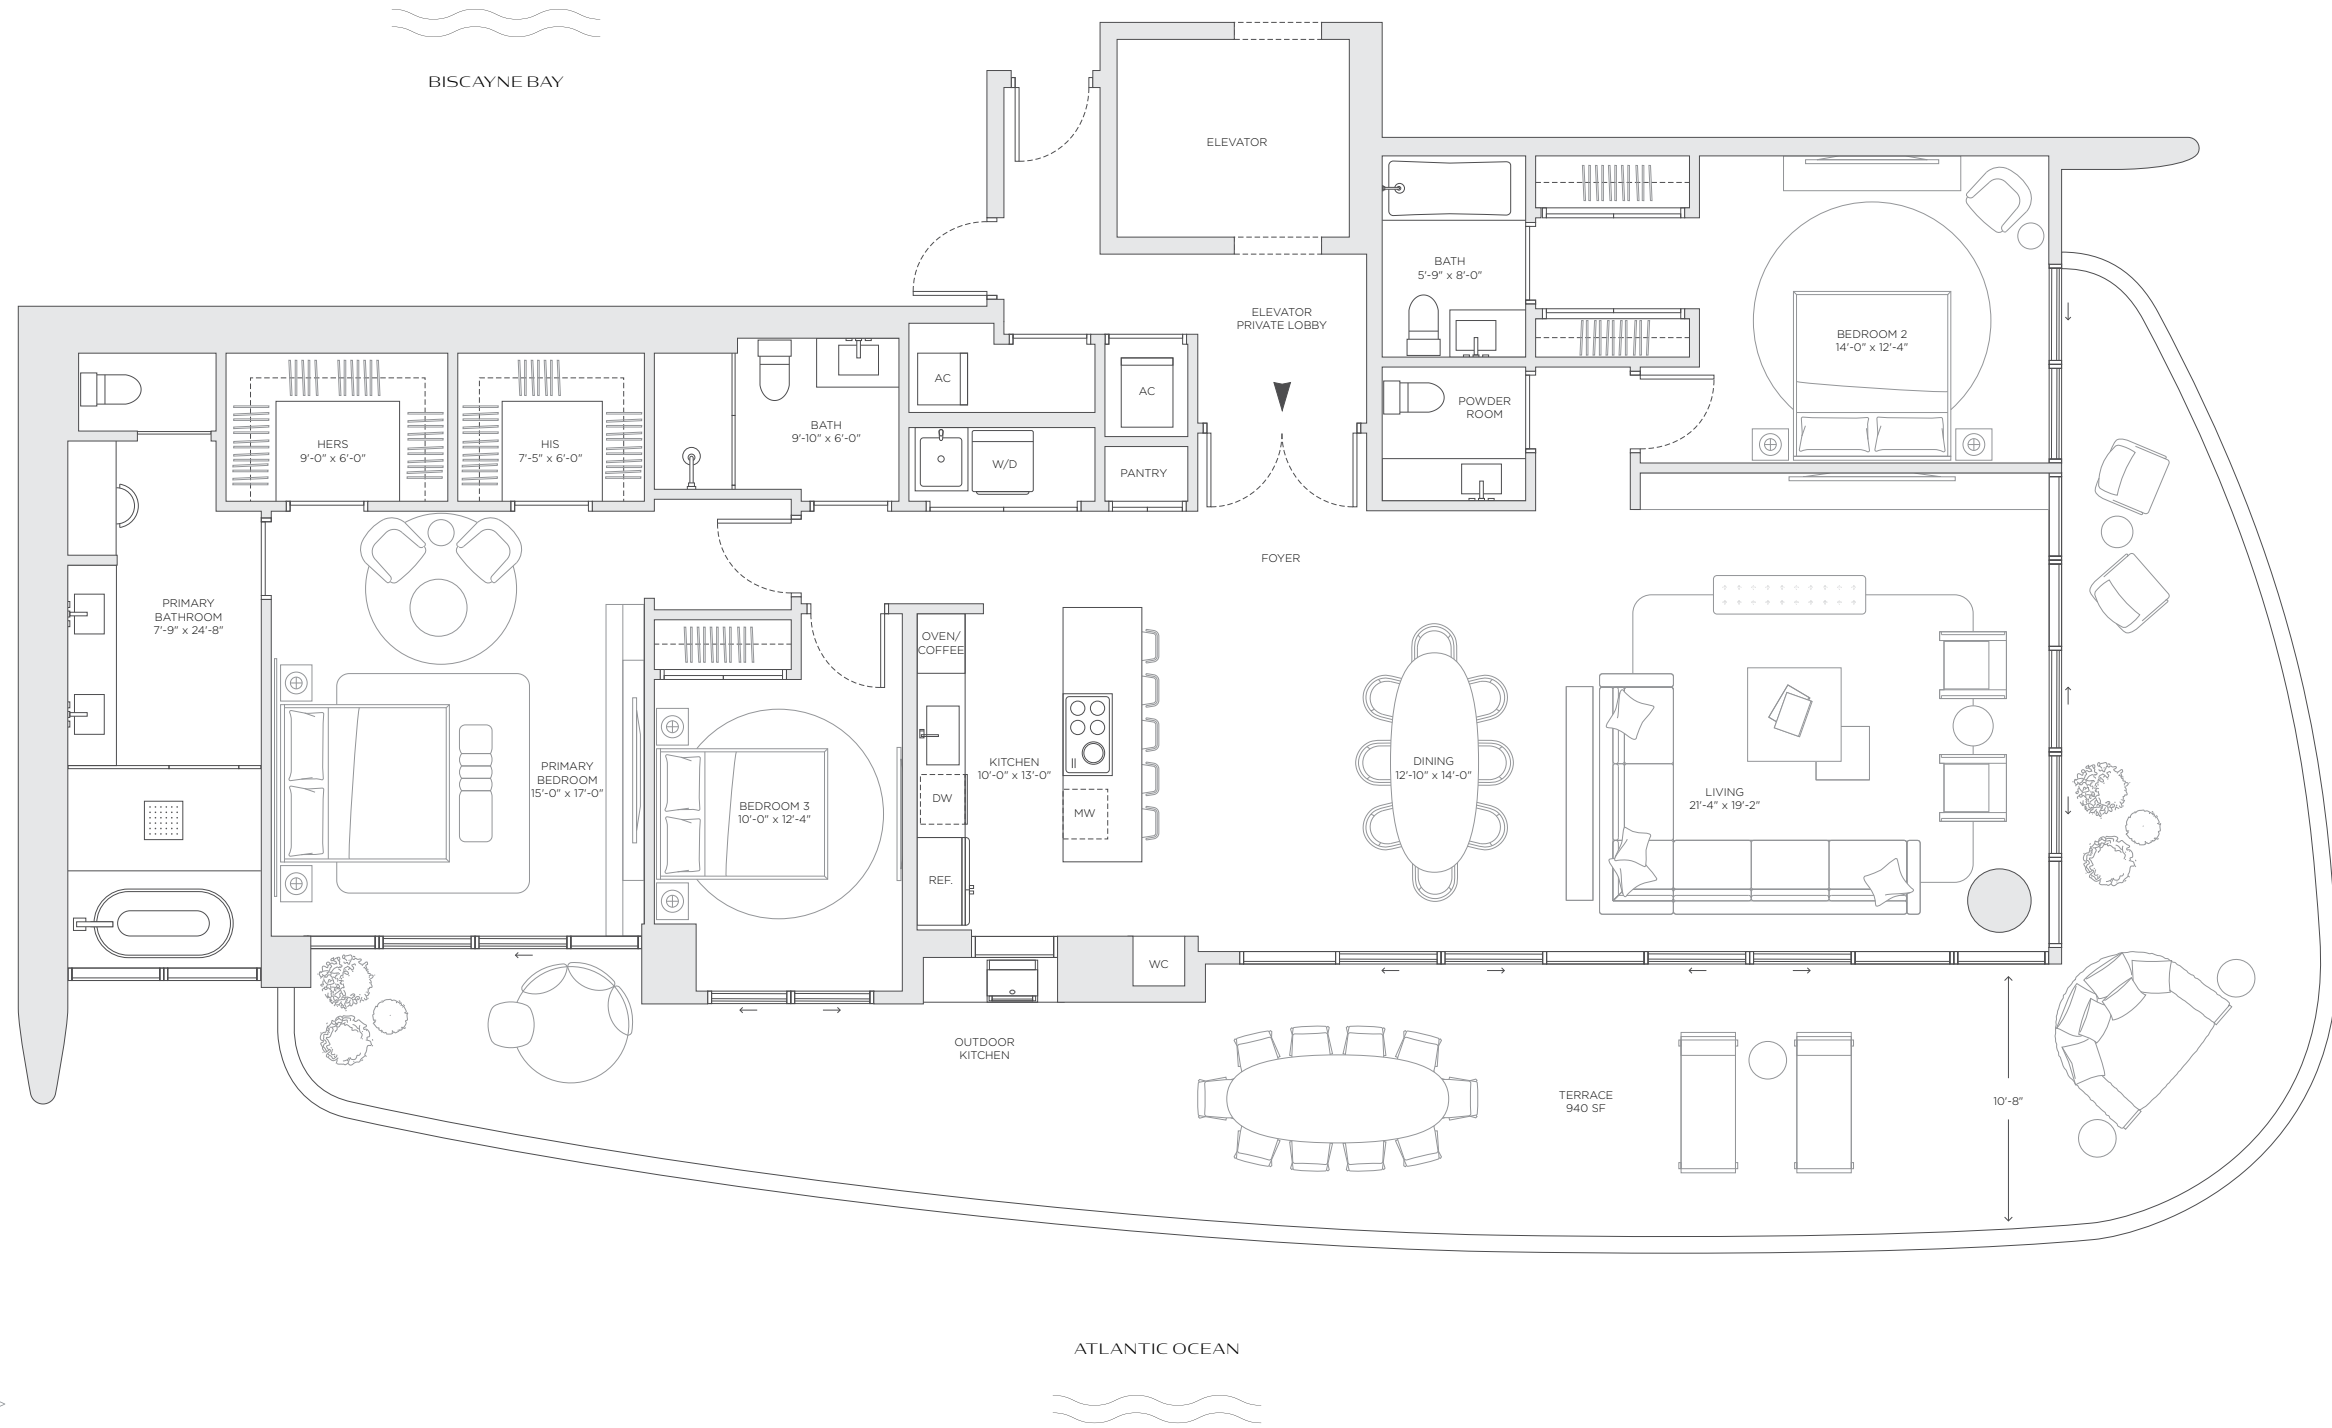 BISCAYNE BAY
ELEVATOR
BATH
5'-9" x 8'-0"
ELEVATOR
PRIVATE LOBBY
BEDROOM 2
14'-0" x 12'-4"
AC
AC
POWDER
ROOM
HERS
9'-0" x 6'-0"
HIS
7'-5" x 6'-0"
BATH
9'-10" x 6'-0"
W/D
PANTRY
FOYER
PRIMARY
BATHROOM
7'-9" x 24'-8"
OVEN/
COFFEE
PRIMARY
BEDROOM
15'-0" x 17'-0"
BEDROOM 3
10'-0" x 12'-4"
KITCHEN
10'-0" x 13'-0"
DW
MW
REF.
DINING
12'-10" x 14'-0"
LIVING
21'-4" x 19'-2"
WC
OUTDOOR
KITCHEN
TERRACE
940 SF
10'-8"
ATLANTIC OCEAN